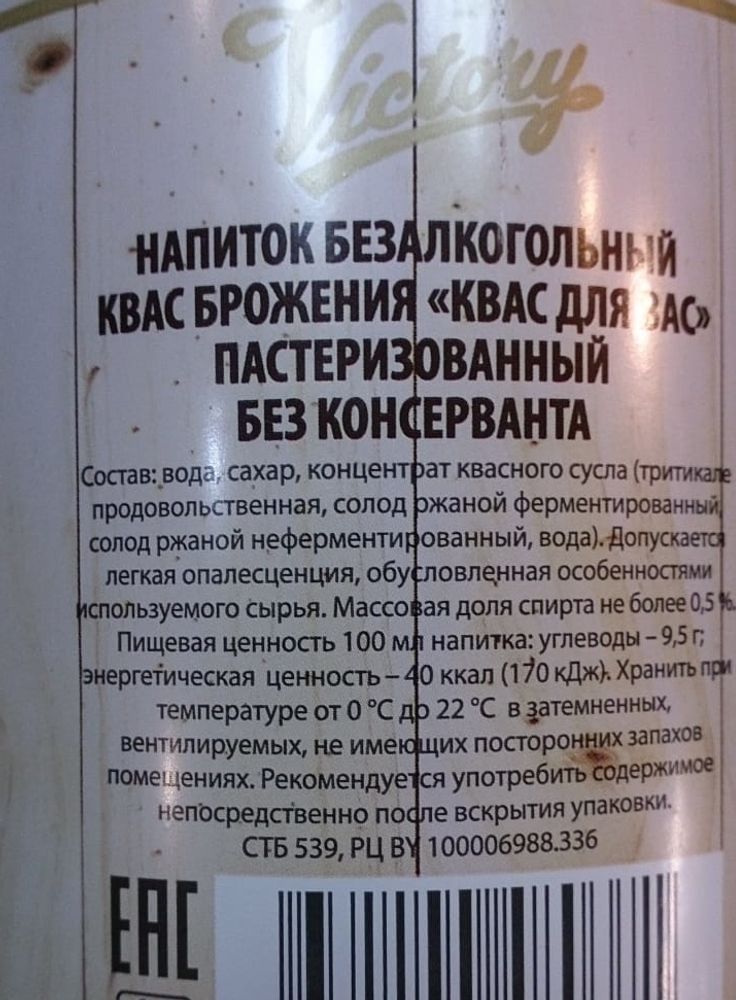 Victory
НАПИТОК БЕЗАЛКОГОЛЬНЫЙ
КВАС БРОЖЕНИЯ «КВАС ДЛЯ ВАС»
ПАСТЕРИЗОВАННЫЙ
БЕЗ КОНСЕРВАНТА
Состав: вода, сахар, концентрат квасного сусла (тритикале
продовольственная, солод ржаной ферментированный,
солод ржаной неферментированный, вода). Допускается
легкая опалесценция, обусловленная особенностями
используемого сырья. Массовая доля спирта не более 0,5 %.
Пищевая ценность 100 мл напитка: углеводы – 9,5 г;
энергетическая ценность – 40 ккал (170 кДж). Хранить при
температуре от 0 °С до 22 °С в затемненных,
вентилируемых, не имеющих посторонних запахов
помещениях. Рекомендуется употребить содержимое
непосредственно после вскрытия упаковки.
СТБ 539, РЦ BY 100006988.336
EAC